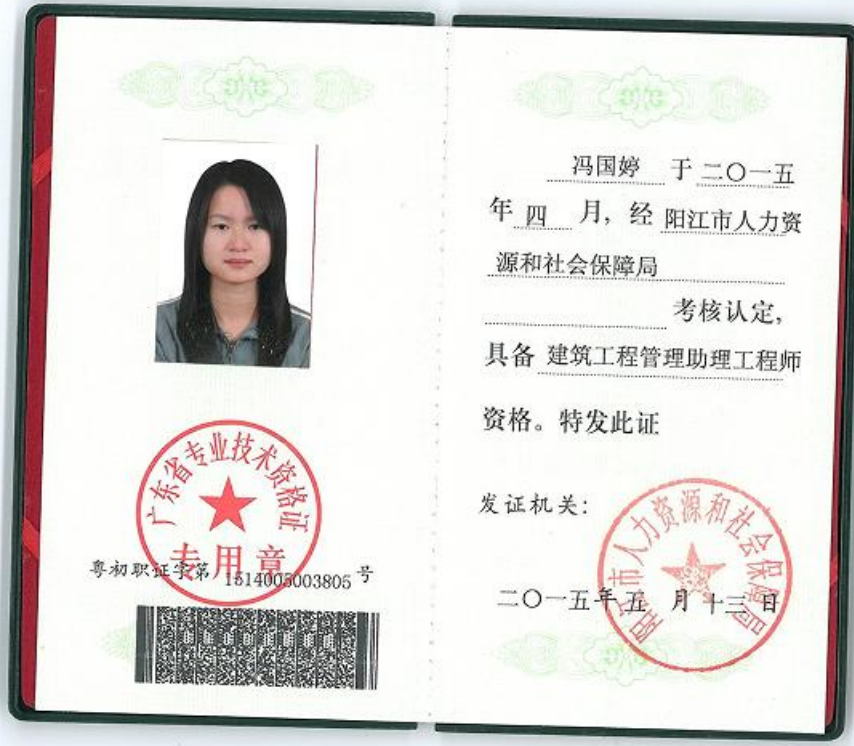 广东省专业技术资格证
专用章
粤初职证字第 1514005003805 号
冯国婷 于 二〇一五
年 四 月, 经 阳江市人力资
源和社会保障局
考核认定,
具备 建筑工程管理助理工程师
资格。特发此证
发证机关:
阳江市人力资源和社会保障局
二〇一五年 五 月 十三 日